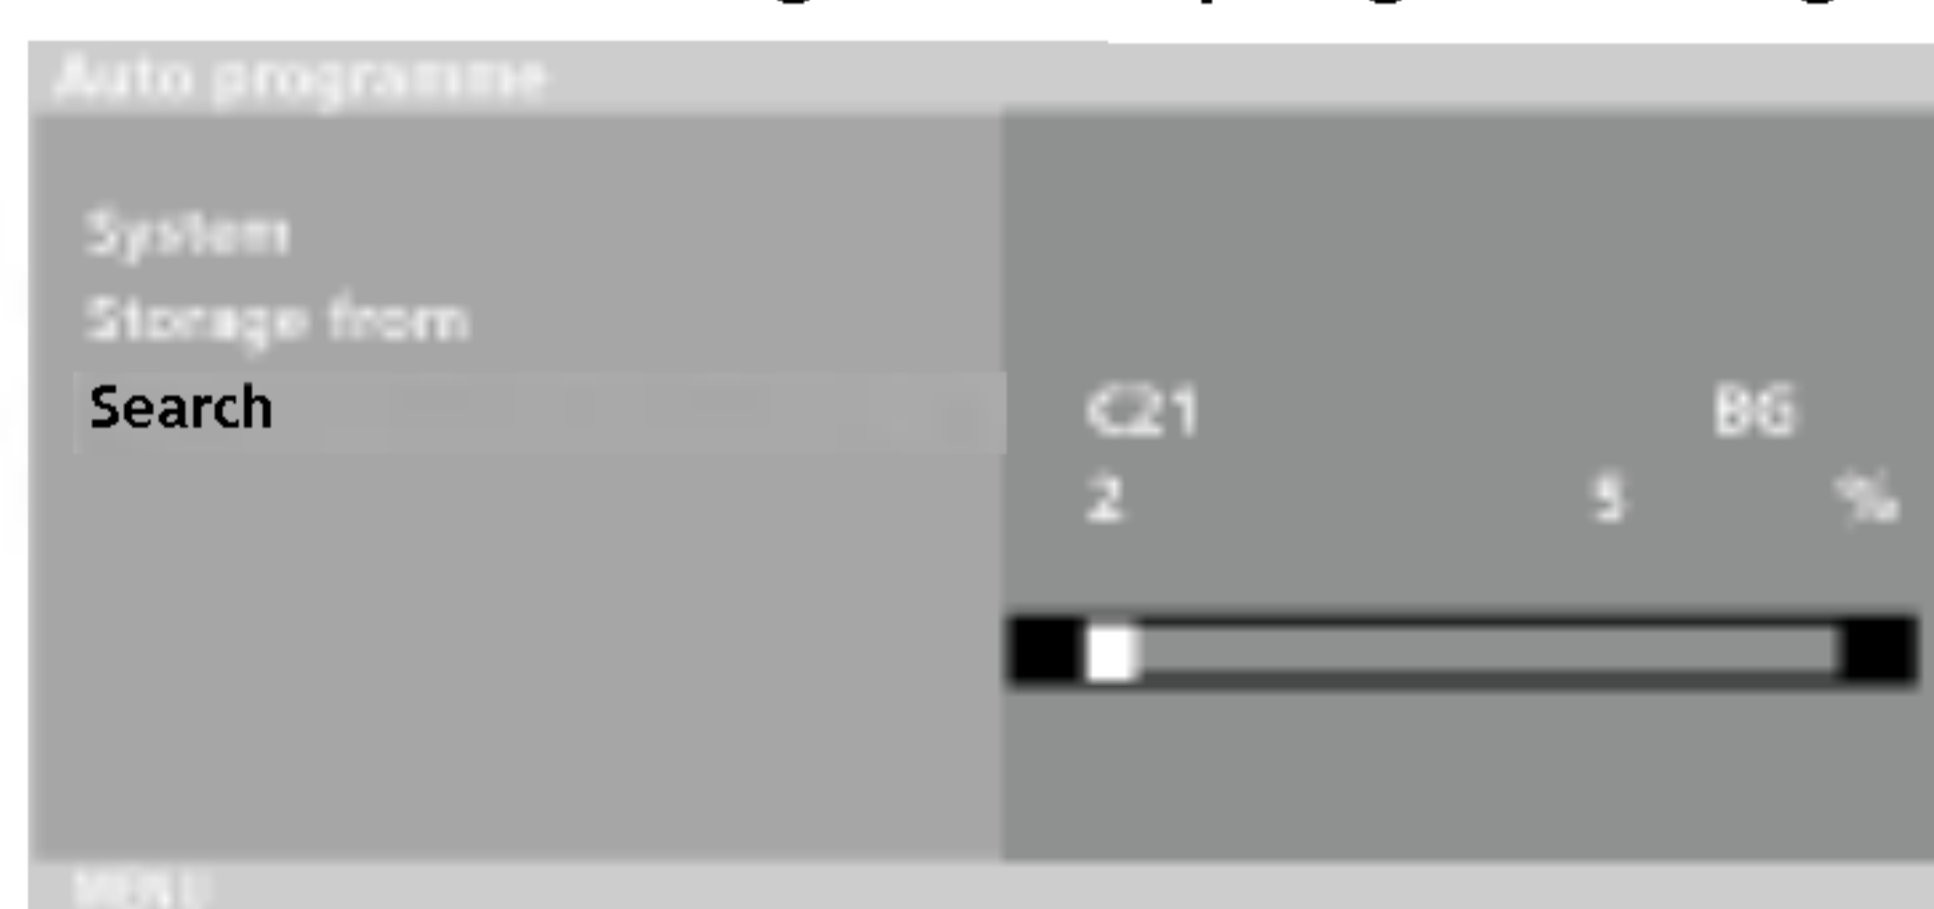 Auto programme
System
Storage from
Search C21 BG
2 5 %
MENU